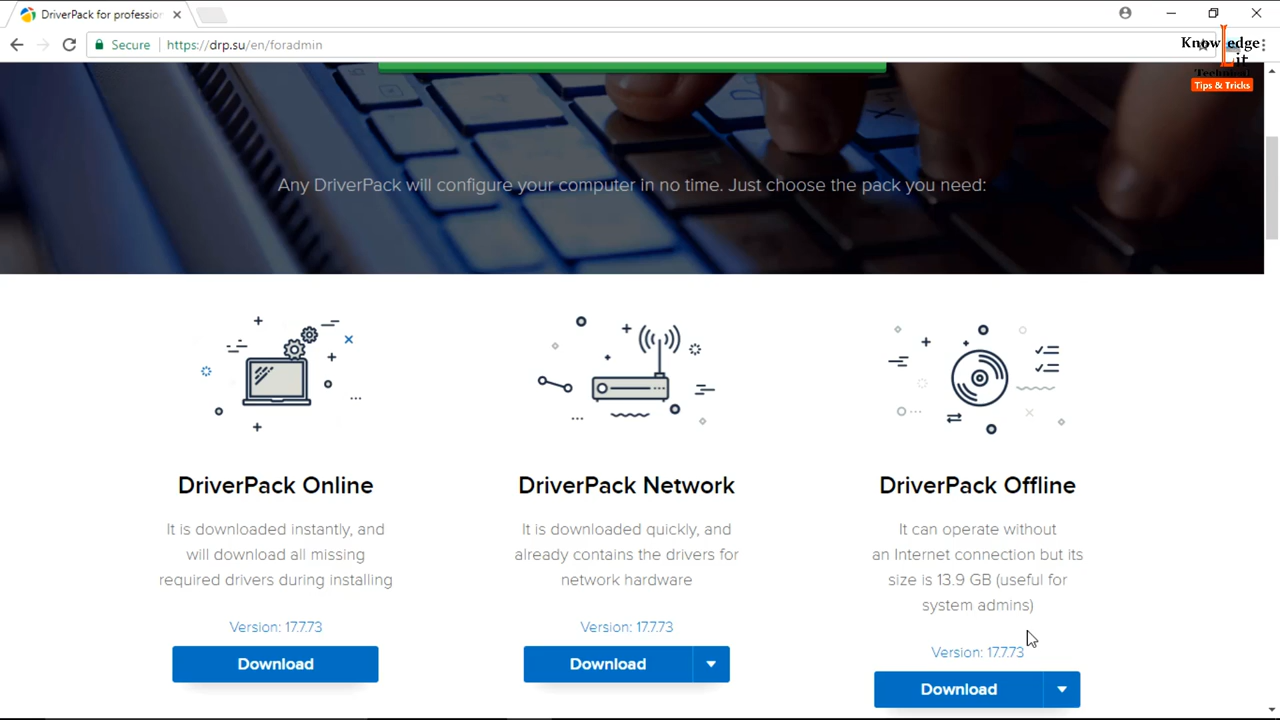 DriverPack for profession
Secure
https://drp.su/en/foradmin
Knowledge
Lit
Technical
Tips & Tricks
Any DriverPack will configure your computer in no time. Just choose the pack you need:
DriverPack Online
It is downloaded instantly, and
will download all missing
required drivers during installing
Version: 17.7.73
Download
DriverPack Network
It is downloaded quickly, and
already contains the drivers for
network hardware
Version: 17.7.73
Download
DriverPack Offline
It can operate without
an Internet connection but its
size is 13.9 GB (useful for
system admins)
Version: 17.7.73
Download